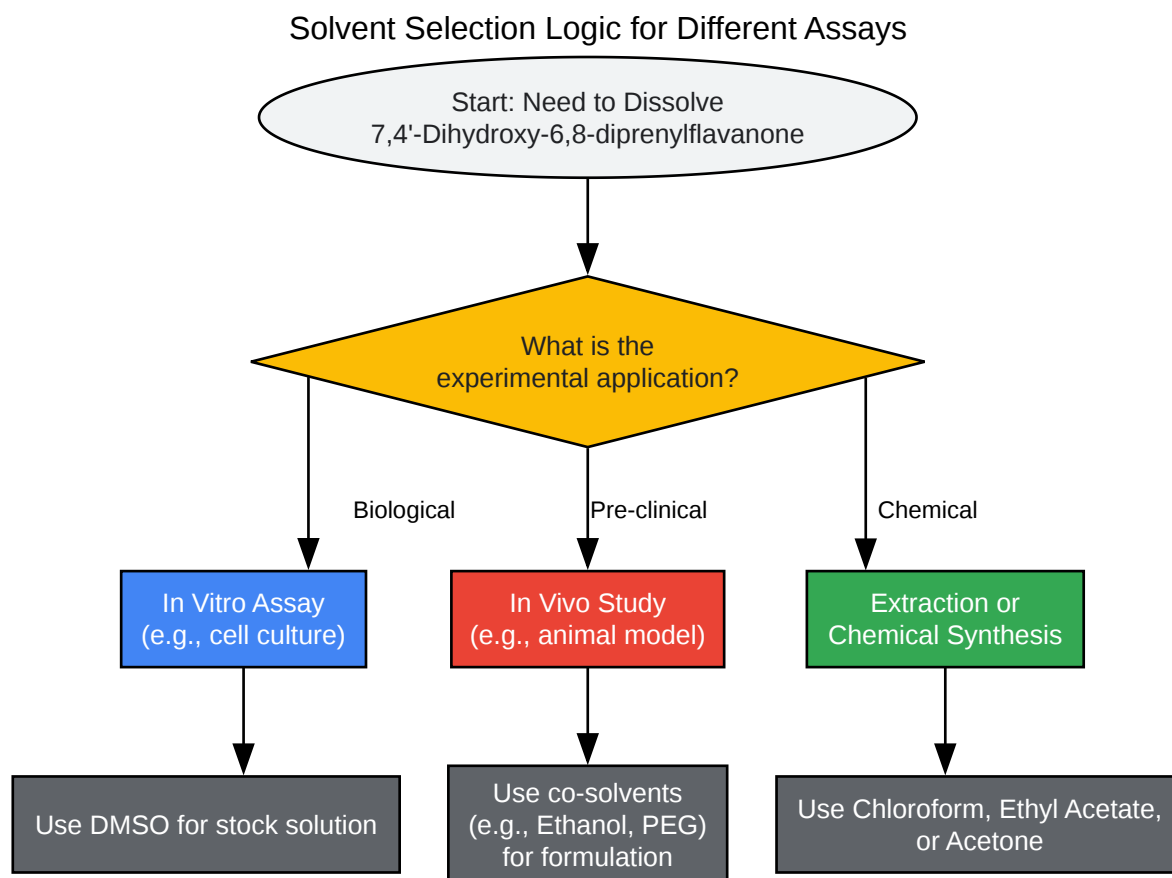 Solvent Selection Logic for Different Assays
Start: Need to Dissolve
7,4'-Dihydroxy-6,8-diprenylflavanone
What is the
experimental application?
Biological
Pre-clinical
Chemical
In Vitro Assay
(e.g., cell culture)
In Vivo Study
(e.g., animal model)
Extraction or
Chemical Synthesis
Use DMSO for stock solution
Use co-solvents
(e.g., Ethanol, PEG)
for formulation
Use Chloroform, Ethyl Acetate,
or Acetone